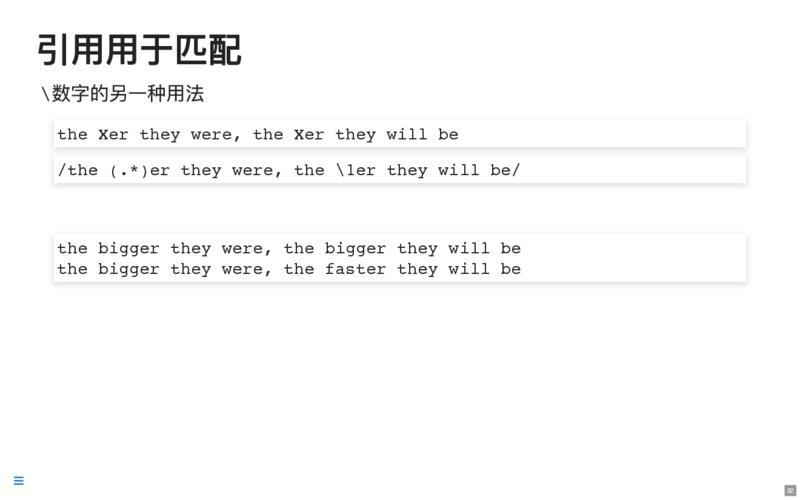 引用用于匹配
\数字的另一种用法
the Xer they were, the Xer they will be
/the (.*)er they were, the \1er they will be/
the bigger they were, the bigger they will be
the bigger they were, the faster they will be
32